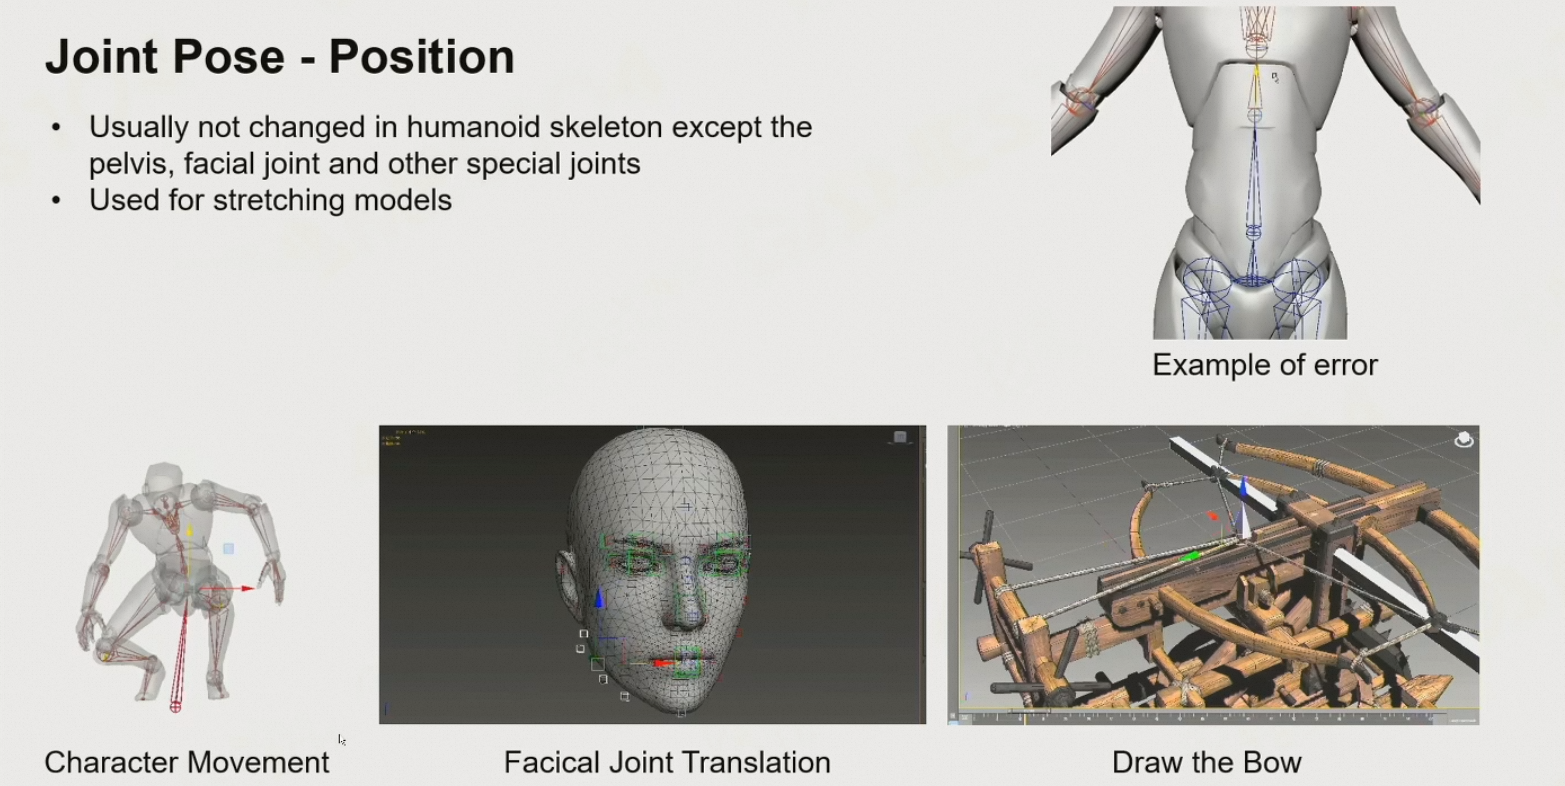 Joint Pose - Position
• Usually not changed in humanoid skeleton except the
pelvis, facial joint and other special joints
• Used for stretching models
Example of error
Character Movement
Facical Joint Translation
Draw the Bow